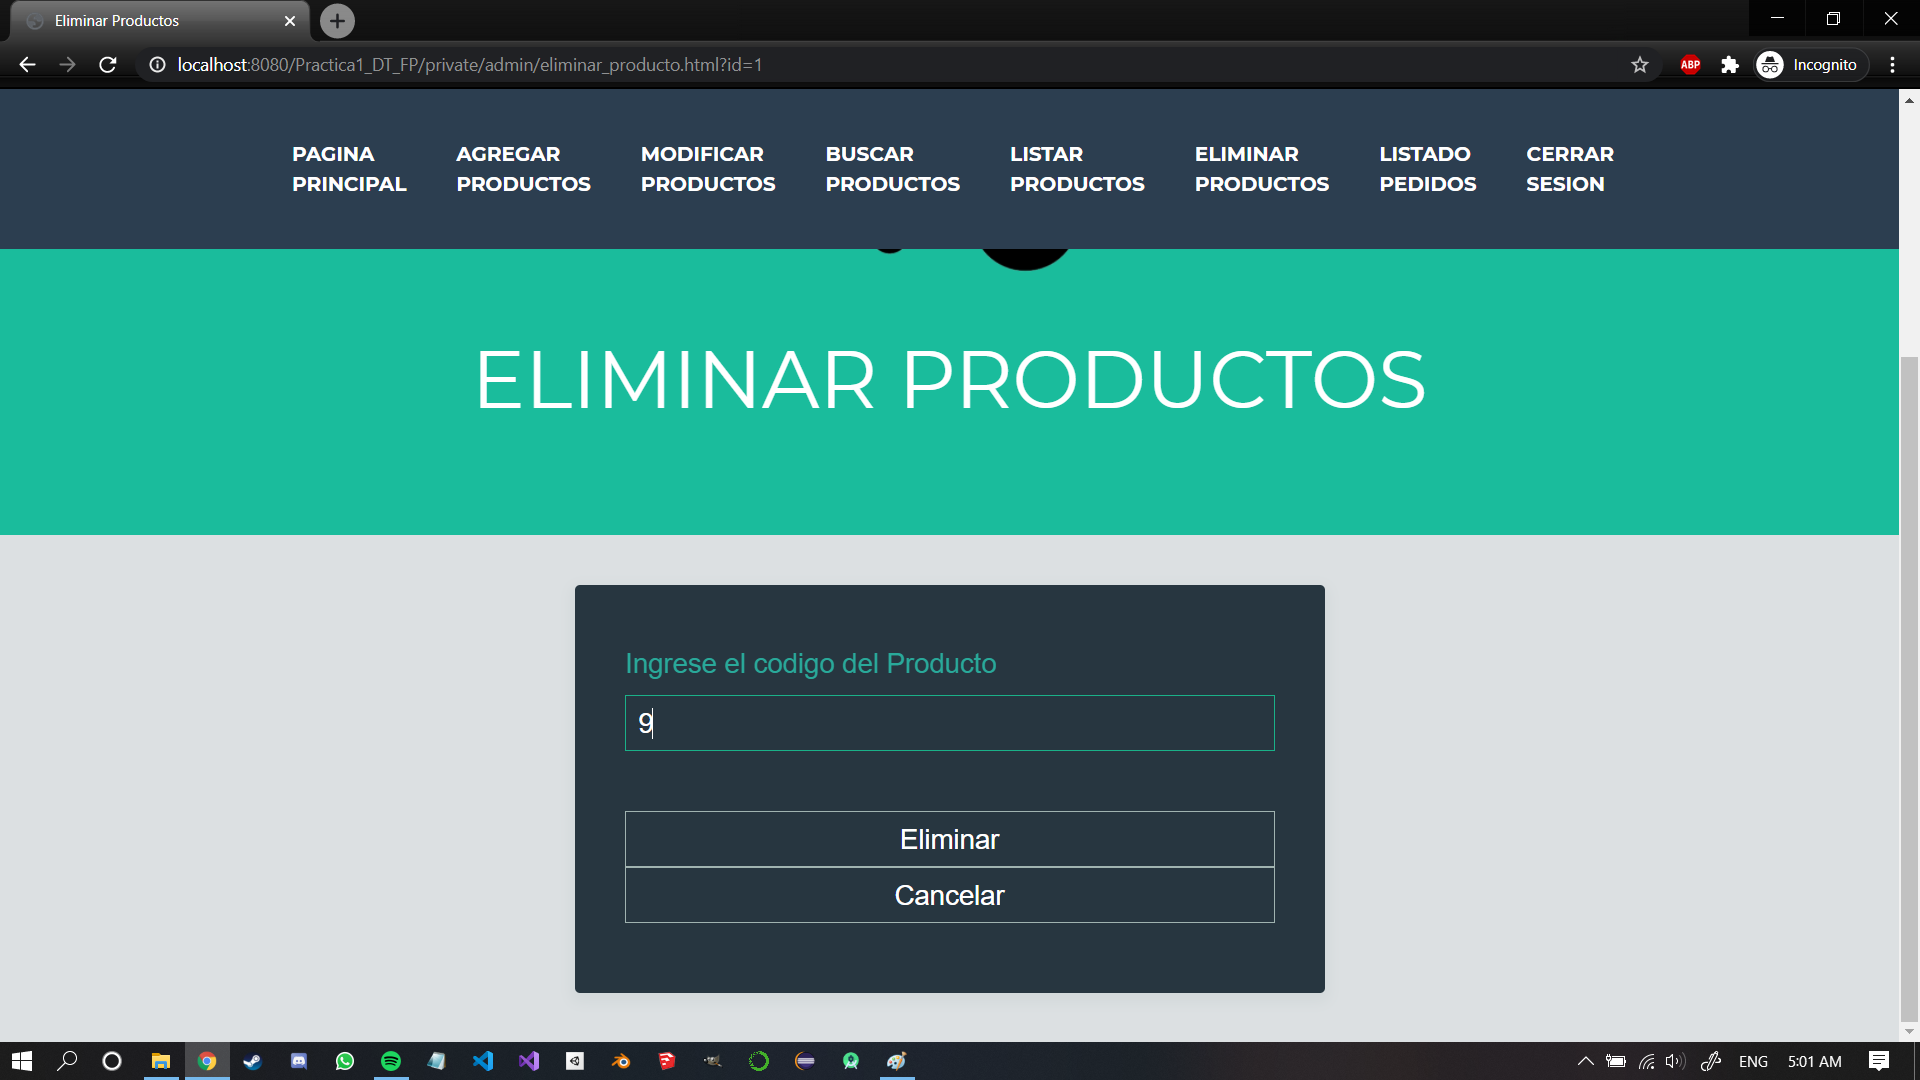 Eliminar Productos
localhost:8080/Practica1_DT_FP/private/admin/eliminar_producto.html?id=1
ABP
Incognito
PAGINA PRINCIPAL
AGREGAR PRODUCTOS
MODIFICAR PRODUCTOS
BUSCAR PRODUCTOS
LISTAR PRODUCTOS
ELIMINAR PRODUCTOS
LISTADO PEDIDOS
CERRAR SESION
ELIMINAR PRODUCTOS
Ingrese el codigo del Producto
9
Eliminar
Cancelar
ENG
5:01 AM